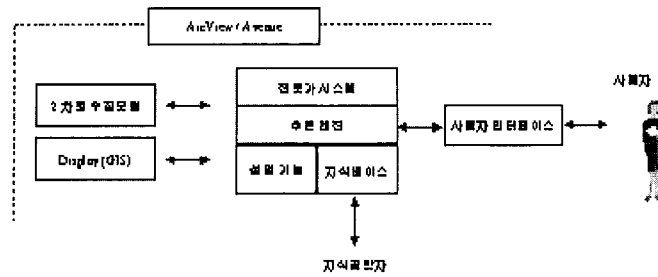 ArcView / Avenue
전문가시스템
사용자
2차원수질모델
추론엔진
사용자인터페이스
Display(GIS)
설명기능
지식베이스
지식공학자